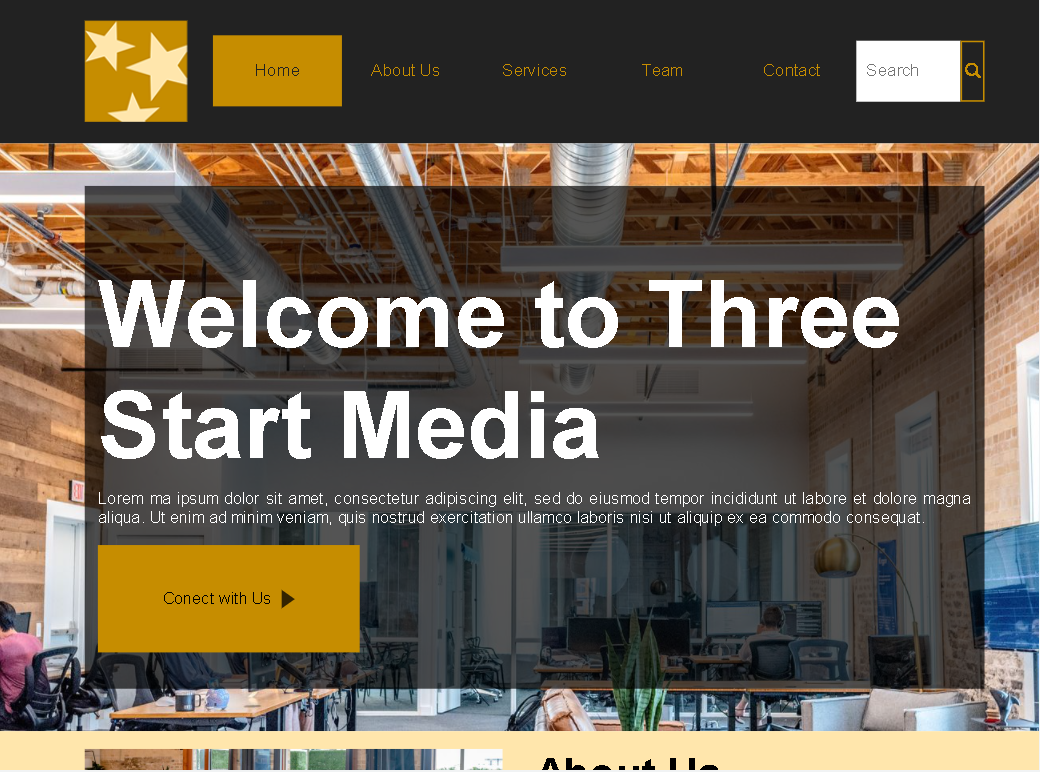 Home
About Us
Services
Team
Contact
Search
Welcome to Three
Start Media
Lorem ma ipsum dolor sit amet, consectetur adipiscing elit, sed do eiusmod tempor incididunt ut labore et dolore magna
aliqua. Ut enim ad minim veniam, quis nostrud exercitation ullamco laboris nisi ut aliquip ex ea commodo consequat.
Conect with Us
About Us